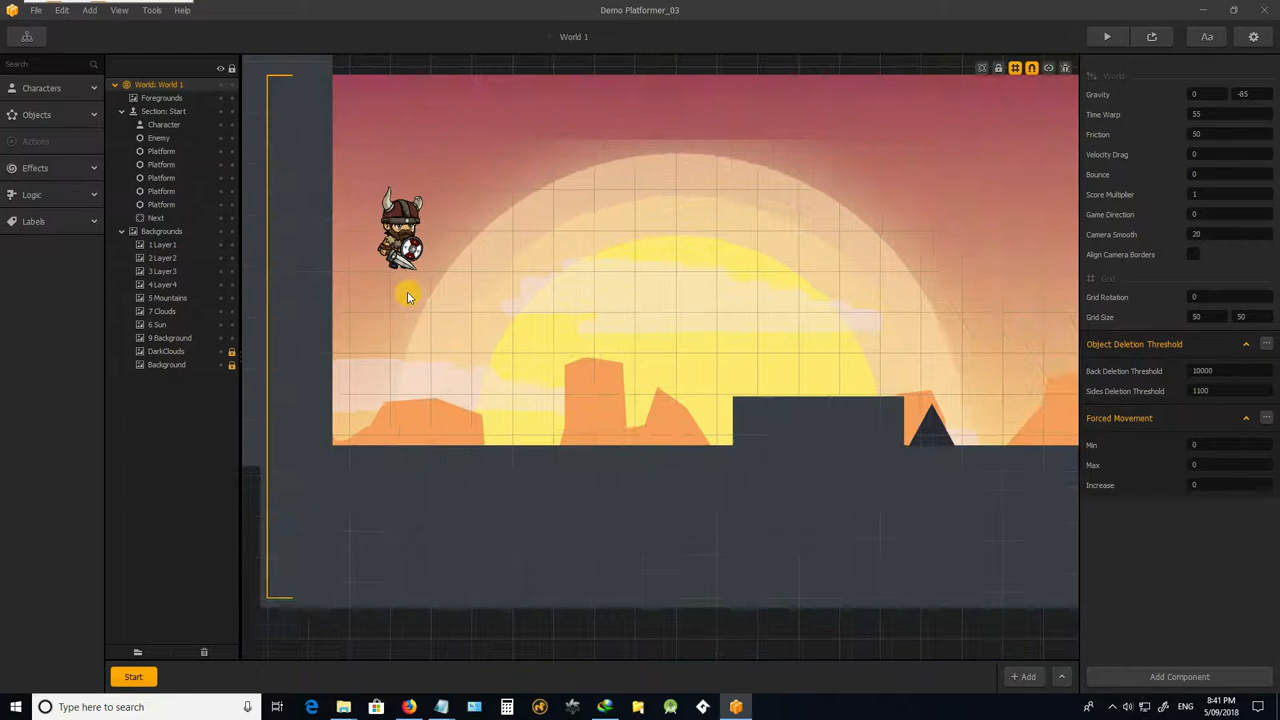 File Edit Add View Tools Help
Demo Platformer_03
World 1
Aa
Search
Characters
Objects
Actions
Effects
Logic
Labels
World: World 1
Foregrounds
Section: Start
Character
Enemy
Platform
Platform
Platform
Platform
Platform
Next
Backgrounds
1 Layer1
2 Layer2
3 Layer3
4 Layer4
5 Mountains
7 Clouds
6 Sun
9 Background
DarkClouds
Background
World
Gravity 0 -85
Time Warp 55
Friction 50
Velocity Drag 0
Bounce 0
Score Multiplier 1
Game Direction 0
Camera Smooth 20
Align Camera Borders
Grid
Grid Rotation 0
Grid Size 50 50
Object Deletion Threshold
Back Deletion Threshold 10000
Sides Deletion Threshold 1100
Forced Movement
Min 0
Max 0
Increase 0
Start
+ Add
Add Component
Type here to search
ENG
8:41 PM
5/09/2018